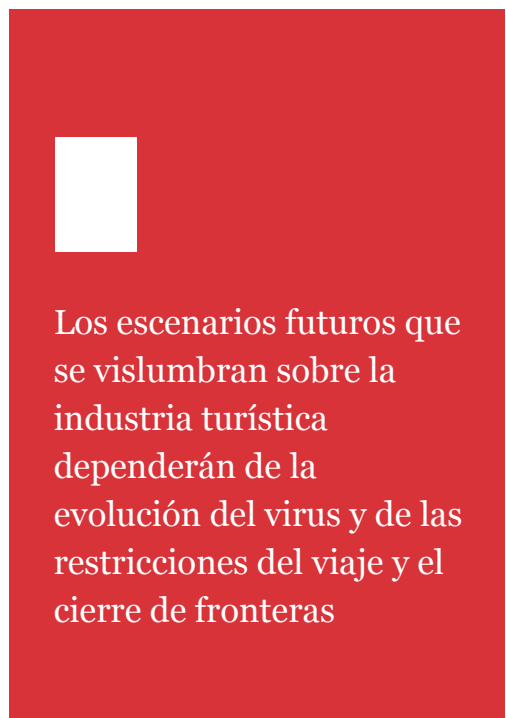 Los escenarios futuros que
se vislumbran sobre la
industria turística
dependerán de la
evolución del virus y de las
restricciones del viaje y el
cierre de fronteras